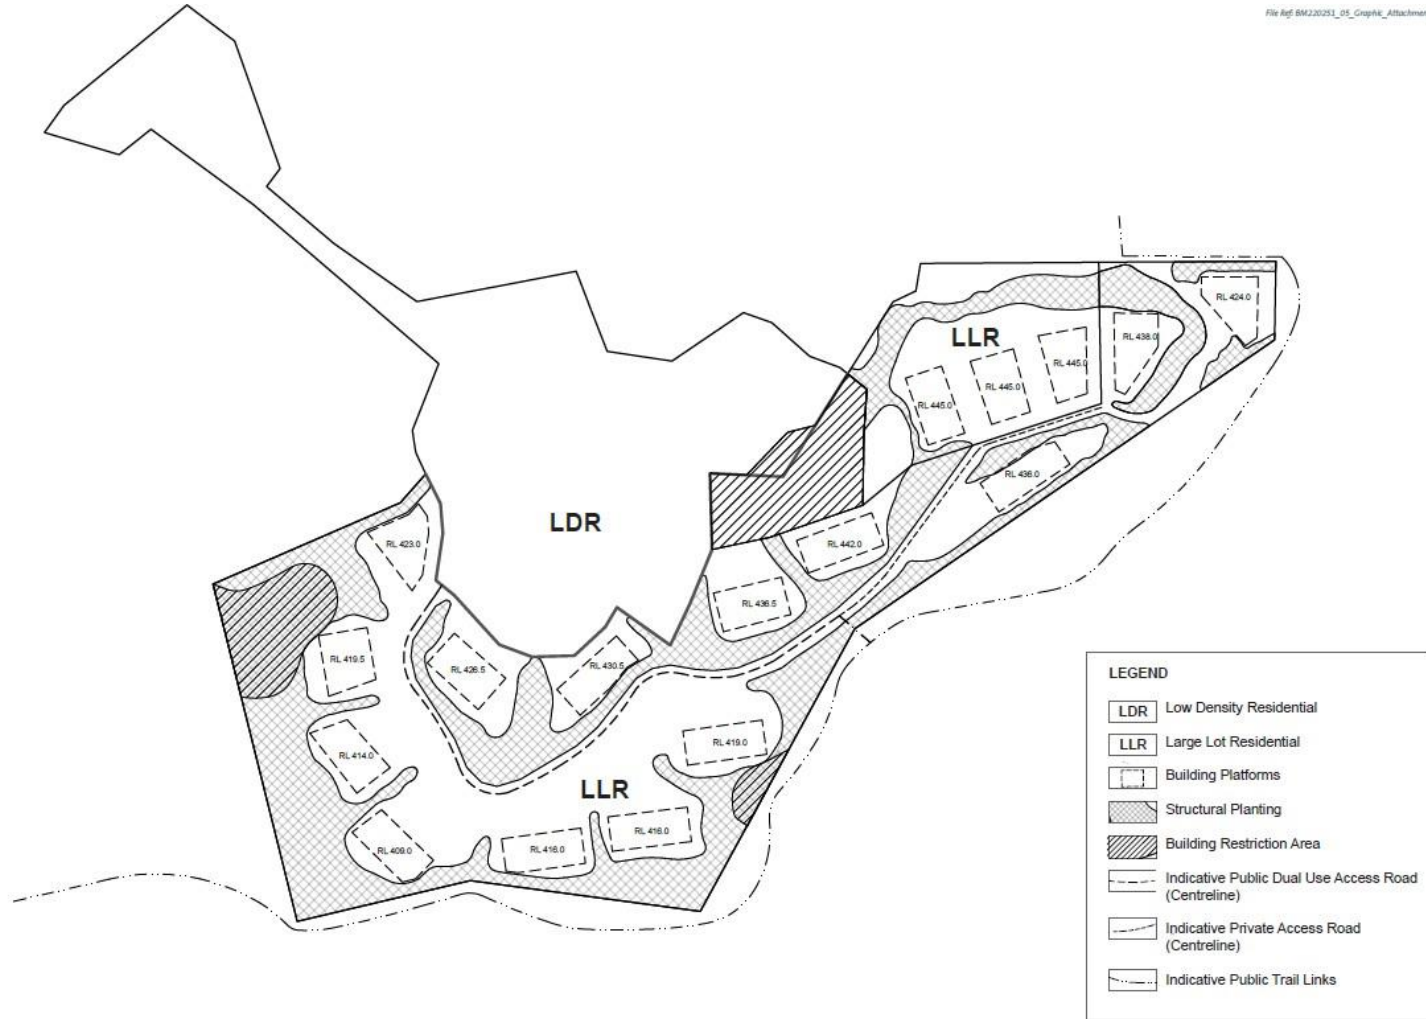 File Ref: BM220251_05_Graphic_Attachmen
RL 424.0
LLR
RL 438.0
RL 445.0
RL 445.0
RL 445.0
RL 436.0
LDR
RL 423.0
RL 442.0
RL 436.5
RL 419.5
RL 426.5
RL 430.5
RL 414.0
RL 419.0
LLR
RL 409.0
RL 416.0
RL 416.0
LEGEND
LDR Low Density Residential
LLR Large Lot Residential
Building Platforms
Structural Planting
Building Restriction Area
Indicative Public Dual Use Access Road
(Centreline)
Indicative Private Access Road
(Centreline)
Indicative Public Trail Links